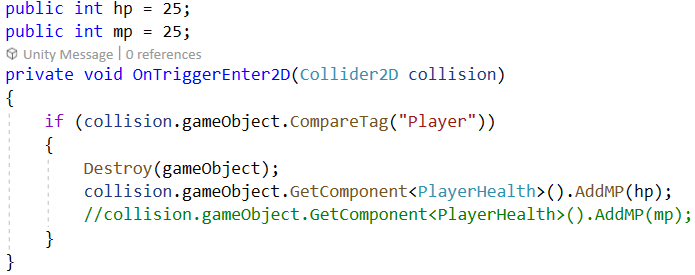 public int hp = 25;
public int mp = 25;
Unity Message | 0 references
private void OnTriggerEnter2D(Collider2D collision)
{
if (collision.gameObject.CompareTag("Player"))
{
Destroy(gameObject);
collision.gameObject.GetComponent<PlayerHealth>().AddMP(hp);
//collision.gameObject.GetComponent<PlayerHealth>().AddMP(mp);
}
}